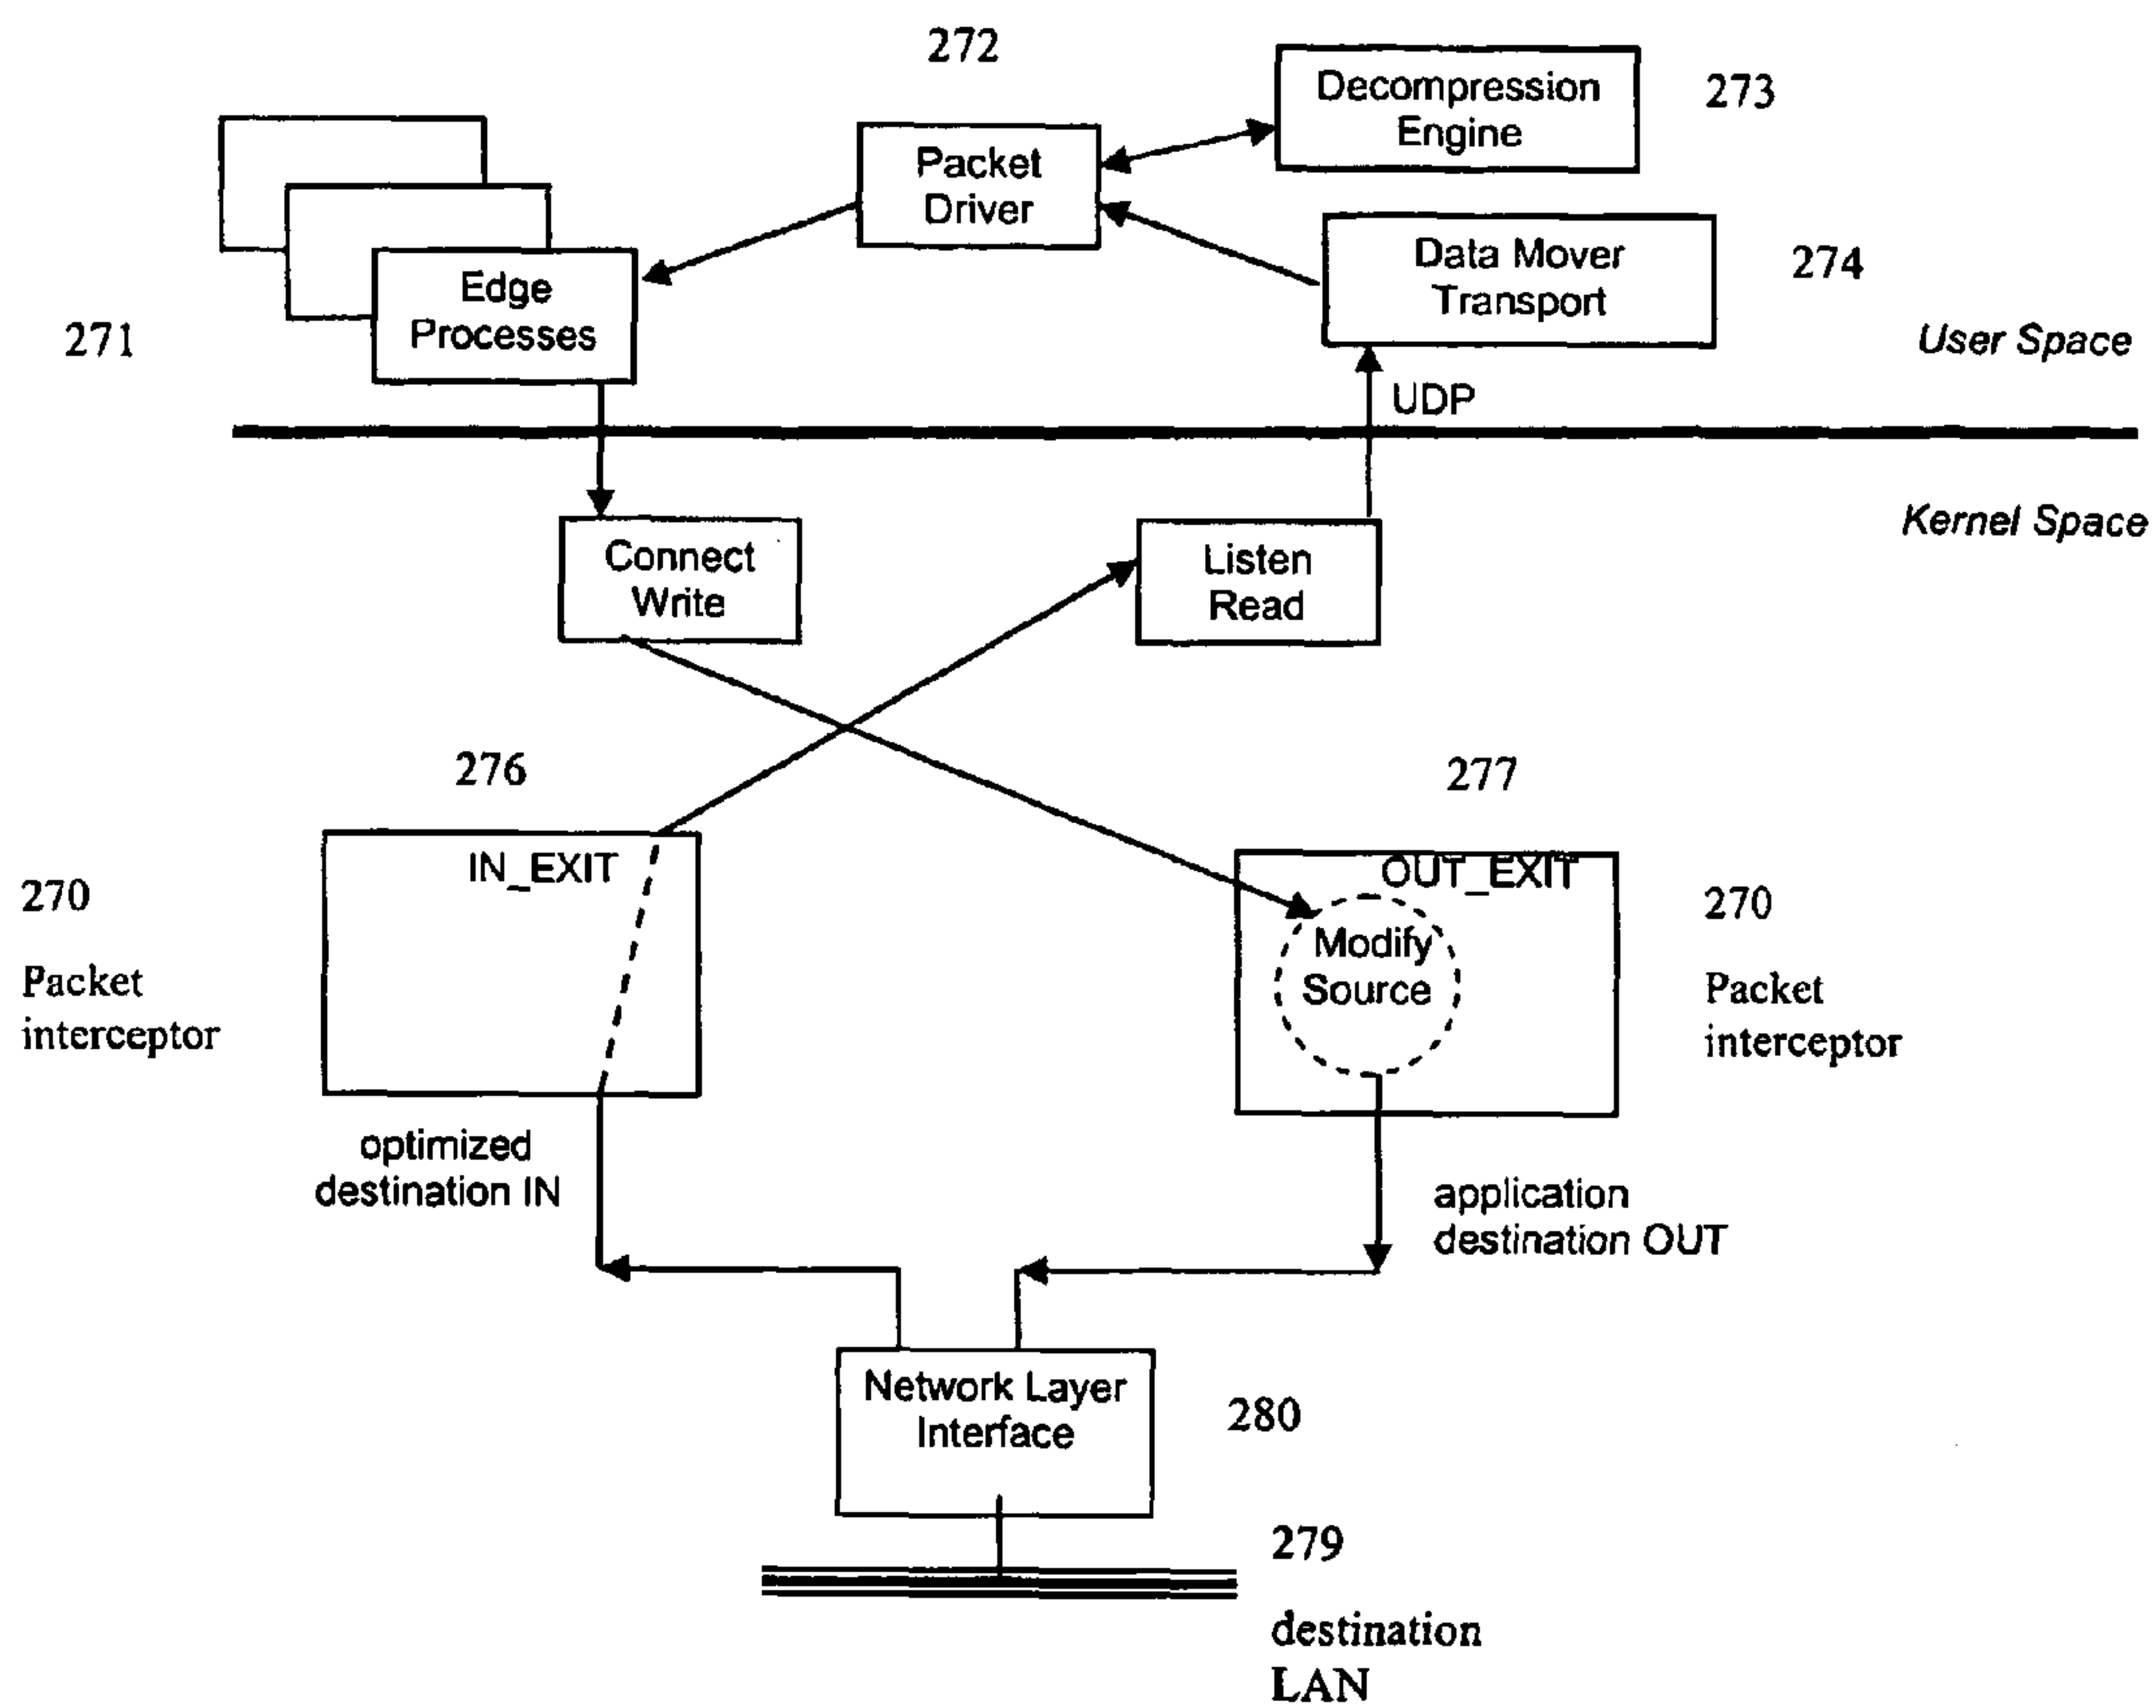 272
Decompression
Engine
273
Packet
Driver
Data Mover
Transport
274
Edge
Processes
271
User Space
UDP
Kernel Space
Connect
Write
Listen
Read
276
277
IN_EXIT
OUT_EXIT
270
Packet
interceptor
Modify
Source
270
Packet
interceptor
optimized
destination IN
application
destination OUT
Network Layer
Interface
280
279
destination
LAN